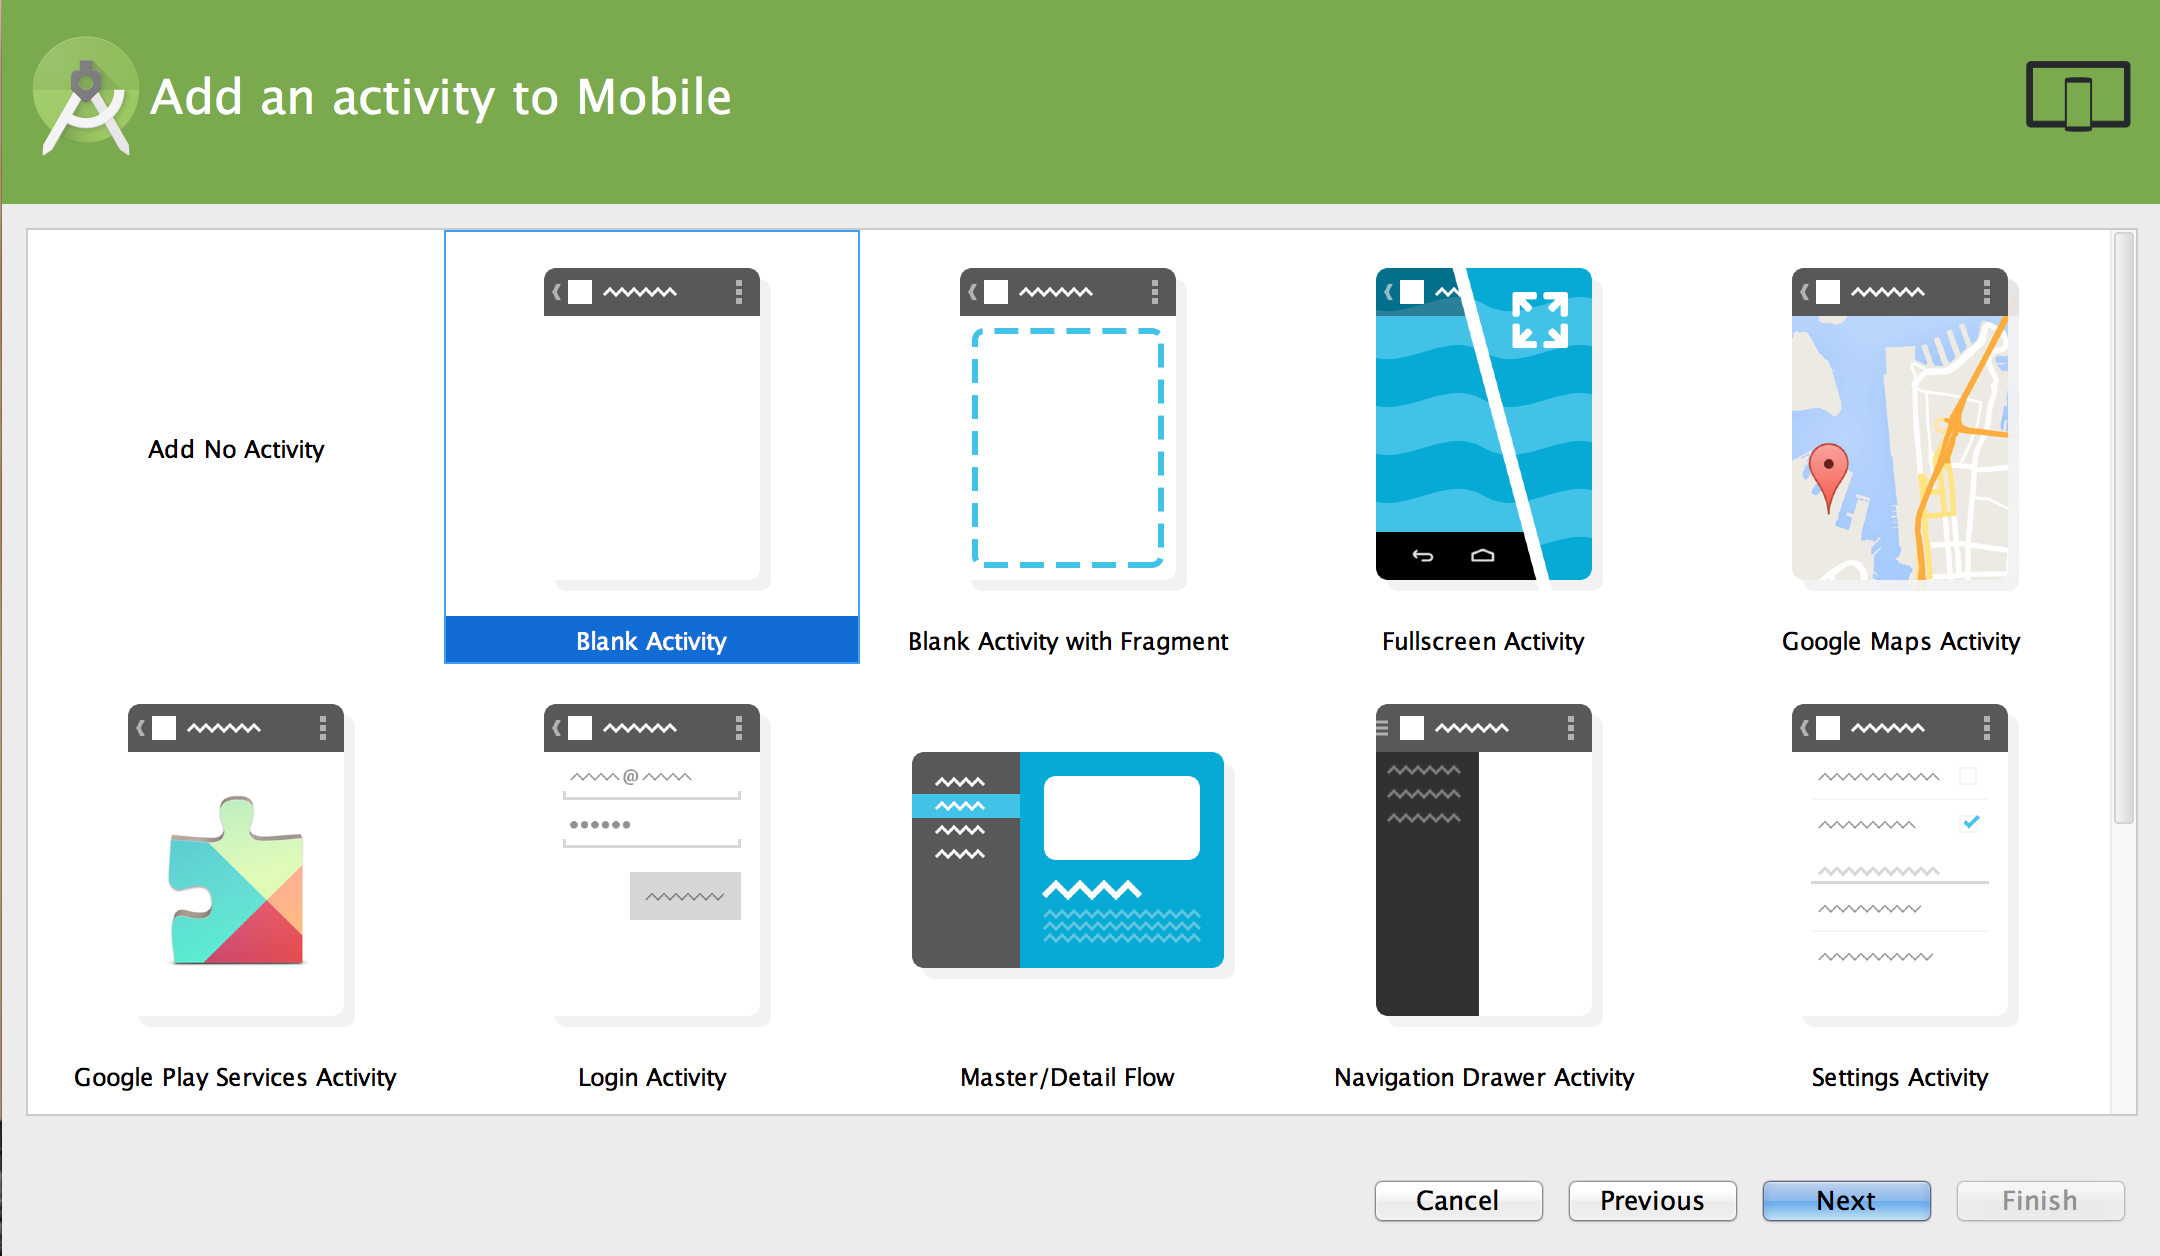 Add an activity to Mobile
Add No Activity
Blank Activity
Blank Activity with Fragment
Fullscreen Activity
Google Maps Activity
@
Google Play Services Activity
Login Activity
Master/Detail Flow
Navigation Drawer Activity
Settings Activity
Cancel
Previous
Next
Finish